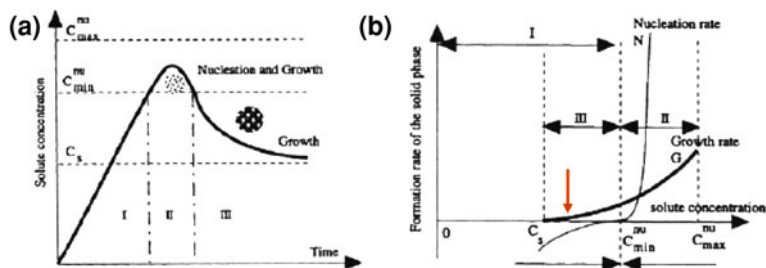 (a)
C nu max
C nu min
C s
Solute concentration
Nucleation and Growth
Growth
I
II
III
Time
(b)
Nucleation rate
N
I
III
II
Growth rate
G
Formation rate of the solid phase
solute concentration
0
C s
C nu min
C nu max